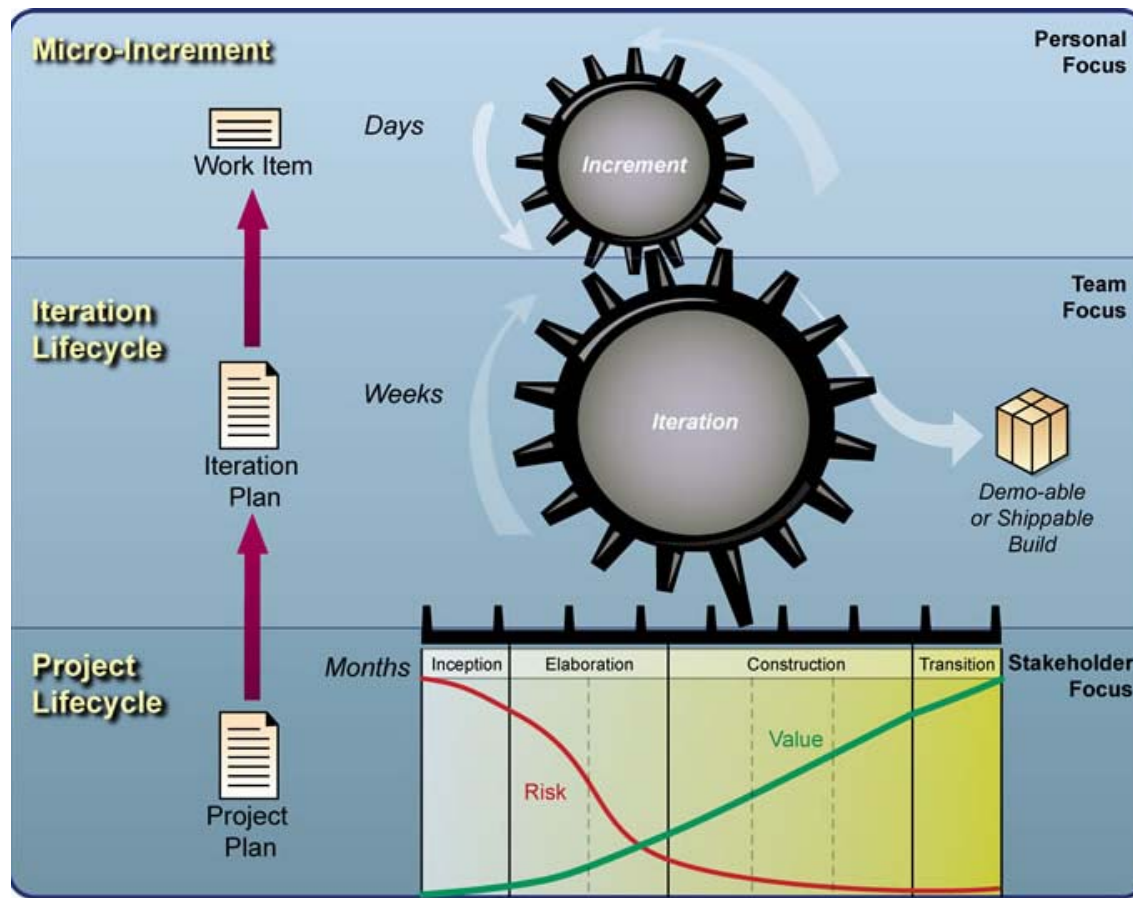 Micro-Increment
Personal
Focus
Days
Work Item
Increment
Iteration
Lifecycle
Team
Focus
Weeks
Iteration
Plan
Iteration
Demo-able
or Shippable
Build
Project
Lifecycle
Months
Inception
Elaboration
Construction
Transition
Stakeholder
Focus
Value
Risk
Project
Plan